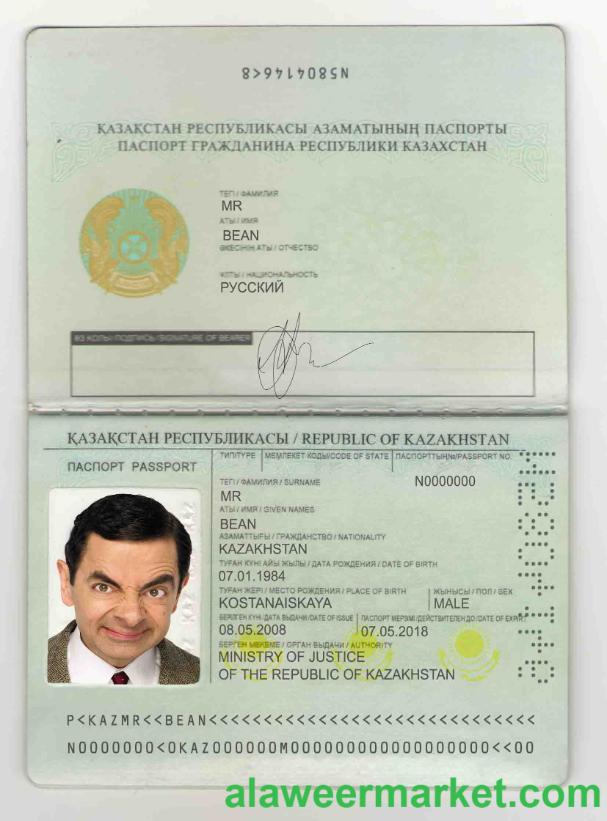 ҚАЗАҚСТАН РЕСПУБЛИКАСЫ АЗАМАТЫНЫҢ ПАСПОРТЫ
ПАСПОРТ ГРАЖДАНИНА РЕСПУБЛИКИ КАЗАХСТАН
ТЕГІ / ФАМИЛИЯ
MR
АТЫ / ИМЯ
BEAN
ӘКЕСІНІҢ АТЫ / ОТЧЕСТВО
ҰЛТЫ / НАЦИОНАЛЬНОСТЬ
РУССКИЙ
ӨЗ ҚОЛЫ / ПОДПИСЬ / SIGNATURE OF BEARER
ҚАЗАҚСТАН РЕСПУБЛИКАСЫ / REPUBLIC OF KAZAKHSTAN
ПАСПОРТ PASSPORT
ТИП/TYPE МЕМЛЕКЕТ КОДЫ/CODE OF STATE ПАСПОРТТЫҢ №/PASSPORT NO.
ТЕГІ / ФАМИЛИЯ / SURNAME
N0000000
MR
АТЫ / ИМЯ / GIVEN NAMES
BEAN
АЗАМАТТЫҒЫ / ГРАЖДАНСТВО / NATIONALITY
KAZAKHSTAN
ТУҒАН КҮНІ АЙЫ ЖЫЛЫ / ДАТА РОЖДЕНИЯ / DATE OF BIRTH
07.01.1984
ТУҒАН ЖЕРІ / МЕСТО РОЖДЕНИЯ / PLACE OF BIRTH ЖЫНЫСЫ / ПОЛ / SEX
KOSTANAISKAYA MALE
БЕРІЛГЕН КҮНІ /ДАТА ВЫДАЧИ /DATE OF ISSUE ПАСПОРТ МЕРЗІМІ /ДЕЙСТВИТЕЛЕН ДО /DATE OF EXPIRY
08.05.2008 07.05.2018
БЕРГЕН МЕКЕМЕ / ОРГАН ВЫДАЧИ / AUTHORITY
MINISTRY OF JUSTICE
OF THE REPUBLIC OF KAZAKHSTAN
P<KAZMR<<BEAN<<<<<<<<<<<<<<<<<<<<<<<<<<<<<<<
N0000000<0KAZ000000M00000000000000000000<<00
alaweermarket.com